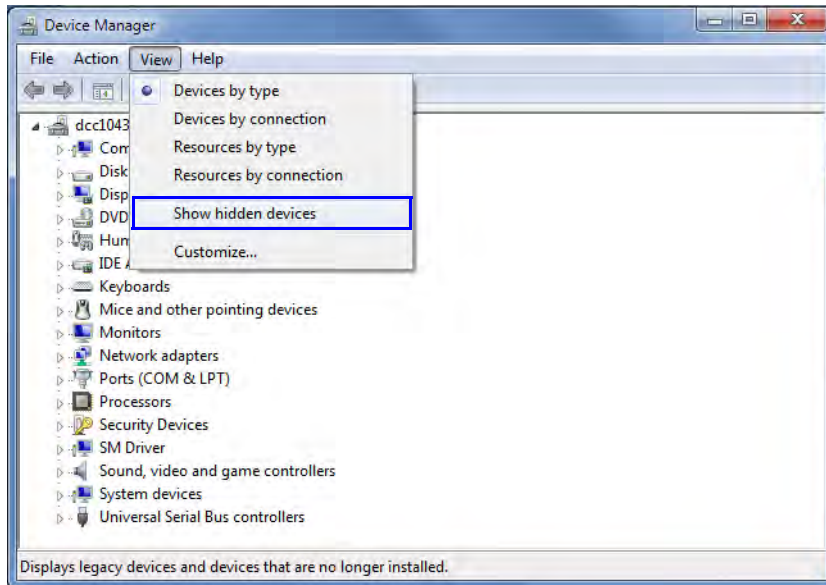 Device Manager
File Action View Help
Devices by type
Devices by connection
Resources by type
Resources by connection
Show hidden devices
Customize...
dcc1043
Com
Disk
Disp
DVD
Hum
IDE
Keyboards
Mice and other pointing devices
Monitors
Network adapters
Ports (COM & LPT)
Processors
Security Devices
SM Driver
Sound, video and game controllers
System devices
Universal Serial Bus controllers
Displays legacy devices and devices that are no longer installed.